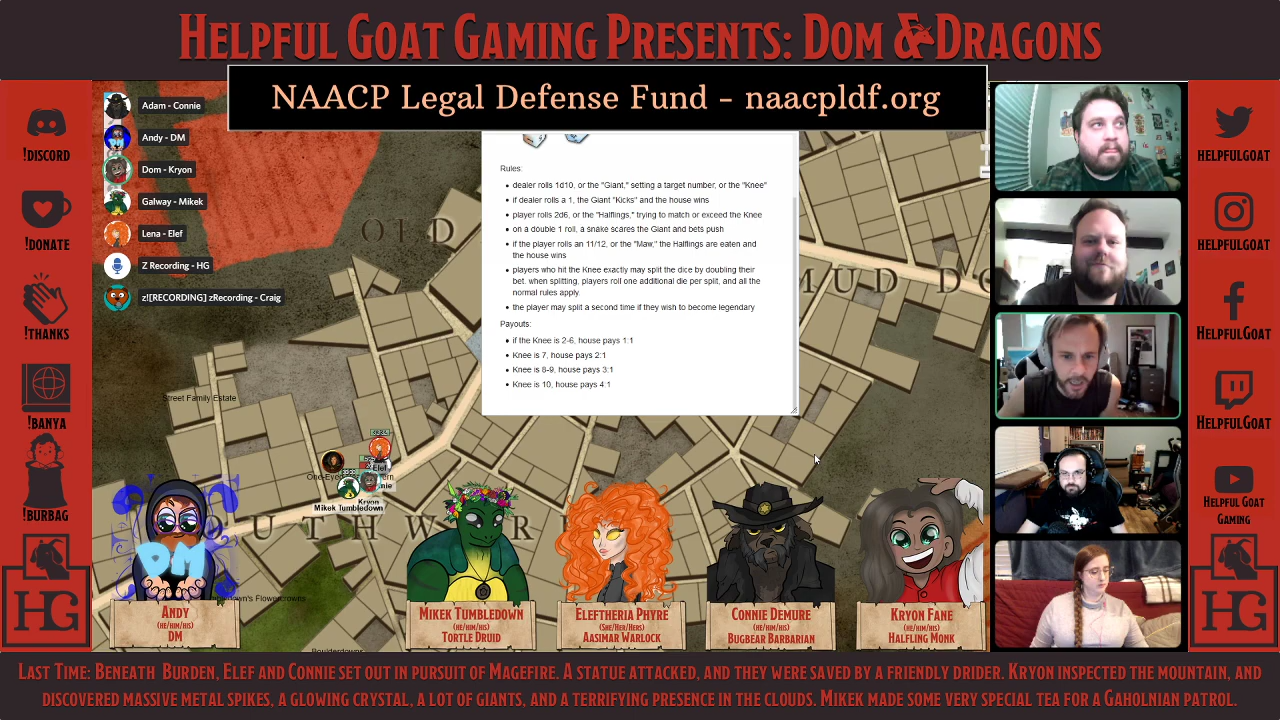 HELPFUL GOAT GAMING PRESENTS: DOM & DRAGONS
NAACP Legal Defense Fund - naacpldf.org
!DISCORD
!DONATE
!THANKS
!BANYA
!BURBAG
HG
Adam - Connie
Andy - DM
Dom - Kryon
Galway - Mikek
Lena - Elef
Z Recording - HG
z![RECORDING] zRecording - Craig
OLD
MUD DO
SOUTHWARD
Street Family Estate
Rules:
dealer rolls 1d10, or the "Giant," setting a target number, or the "Knee"
if dealer rolls a 1, the Giant "Kicks" and the house wins
player rolls 2d6, or the "Halflings," trying to match or exceed the Knee
on a double 1 roll, a snake scares the Giant and bets push
if the player rolls an 11/12, or the "Maw," the Halflings are eaten and
the house wins
players who hit the Knee exactly may split the dice by doubling their
bet. when splitting, players roll one additional die per split, and all the
normal rules apply.
the player may split a second time if they wish to become legendary
Payouts:
if the Knee is 2-6, house pays 1:1
Knee is 7, house pays 2:1
Knee is 8-9, house pays 3:1
Knee is 10, house pays 4:1
Elef
Kryon
Mikek Tumbledown
DM
ANDY
(HE/HIM/HIS)
DM
MIKEK TUMBLEDOWN
(HE/HIM/HIS)
TORTLE DRUID
ELEFTHERIA PHYRE
(SHE/HER/HERS)
AASIMAR WARLOCK
CONNIE DEMURE
(HE/HIM/HIS)
BUGBEAR BARBARIAN
KRYON FANE
(HE/HIM/HIS)
HALFLING MONK
HELPFULGOAT
HELPFULGOAT
HELPFULGOAT
HELPFULGOAT
HELPFUL GOAT
GAMING
HG
LAST TIME: BENEATH BURDEN, ELEF AND CONNIE SET OUT IN PURSUIT OF MAGEFIRE. A STATUE ATTACKED, AND THEY WERE SAVED BY A FRIENDLY DRIDER. KRYON INSPECTED THE MOUNTAIN, AND
DISCOVERED MASSIVE METAL SPIKES, A GLOWING CRYSTAL, A LOT OF GIANTS, AND A TERRIFYING PRESENCE IN THE CLOUDS. MIKEK MADE SOME VERY SPECIAL TEA FOR A GAHOLNIAN PATROL.